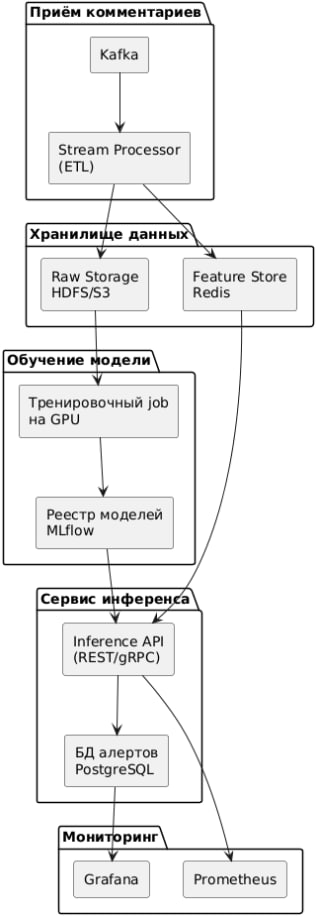 Приём комментариев
Kafka
Stream Processor
(ETL)
Хранилище данных
Raw Storage
HDFS/S3
Feature Store
Redis
Обучение модели
Тренировочный job
на GPU
Реестр моделей
MLflow
Сервис инференса
Inference API
(REST/gRPC)
БД алертов
PostgreSQL
Мониторинг
Grafana
Prometheus